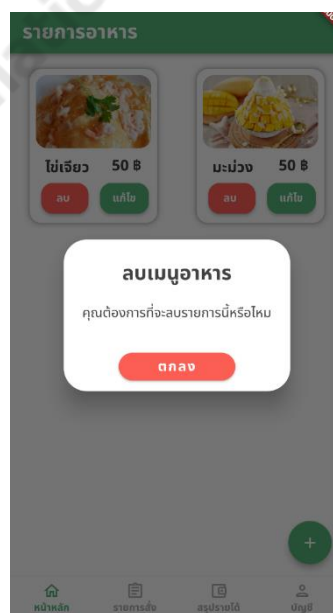 รายการอาหาร
ไข่เจียว 50 ฿
มะม่วง 50 ฿
ลบ แก้ไข
ลบ แก้ไข
ลบเมนูอาหาร
คุณต้องการที่จะลบรายการนี้หรือไหม
ตกลง
+
หน้าหลัก
รายการสั่ง
สรุปรายได้
บัญชี